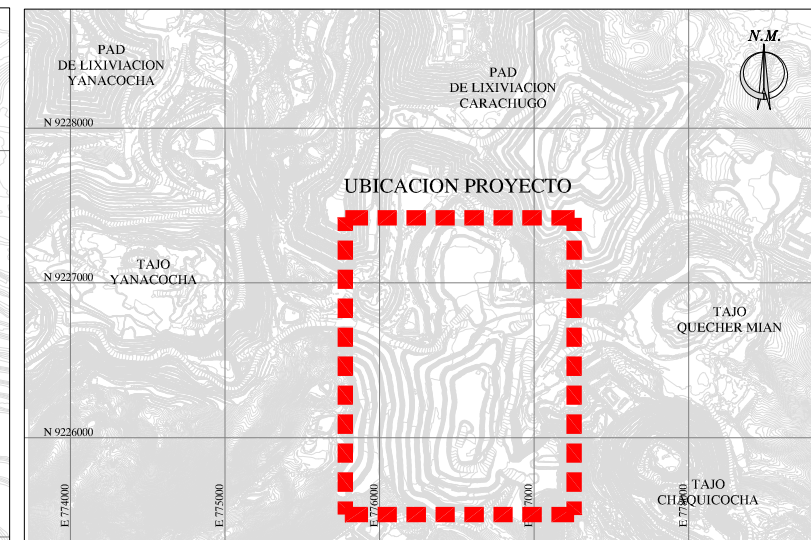 PAD
DE LIXIVIACION
YANACOCHA
PAD
DE LIXIVIACION
CARACHUGO
N.M.
N 9228000
UBICACION PROYECTO
TAJO
YANACOCHA
N 9227000
TAJO
QUECHER MIAN
N 9226000
TAJO
CHAQUICOCHA
E 774000
E 775000
E 776000